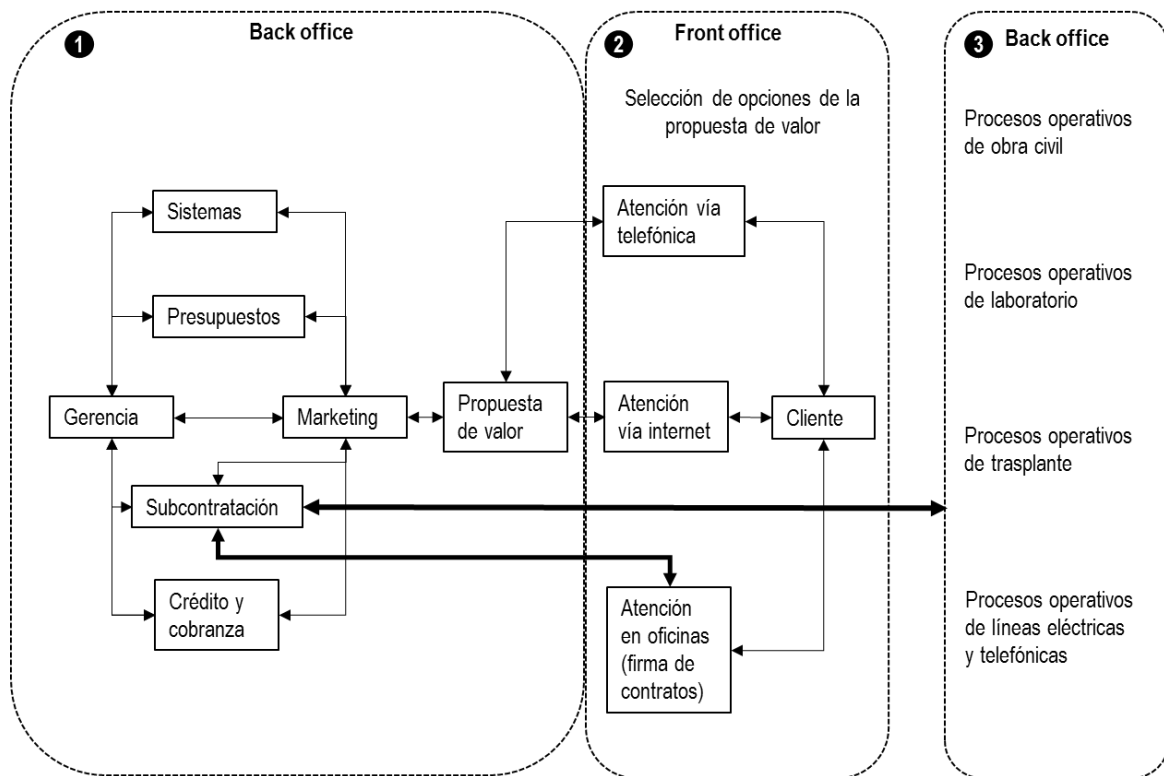 1
Back office
Sistemas
Presupuestos
Gerencia
Marketing
Propuesta
de valor
Subcontratación
Crédito y
cobranza
2
Front office
Selección de opciones de la
propuesta de valor
Atención vía
telefónica
Atención
vía internet
Cliente
Atención
en oficinas
(firma de
contratos)
3
Back office
Procesos operativos
de obra civil
Procesos operativos
de laboratorio
Procesos operativos
de trasplante
Procesos operativos
de líneas eléctricas
y telefónicas